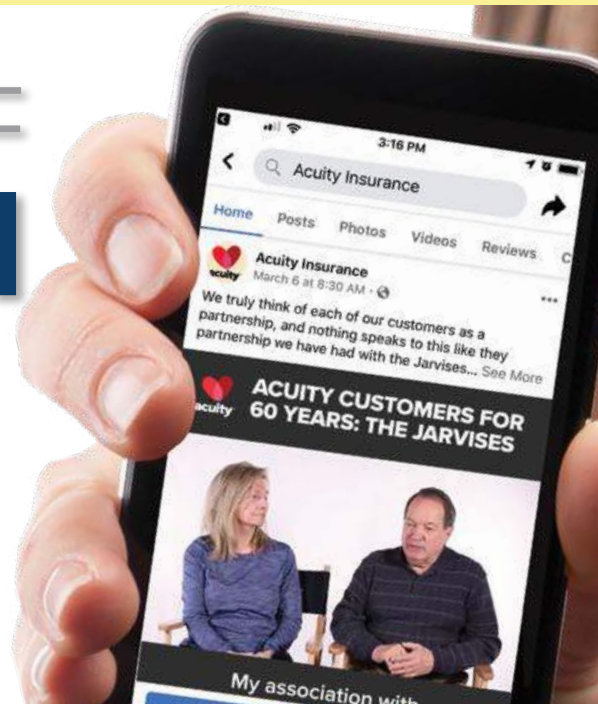 3:16 PM
Acuity Insurance
Home Posts Photos Videos Reviews C
acuity
Acuity Insurance
March 6 at 8:30 AM
We truly think of each of our customers as a
partnership, and nothing speaks to this like they
partnership we have had with the Jarvises... See More
acuity
ACUITY CUSTOMERS FOR
60 YEARS: THE JARVISES
My association with